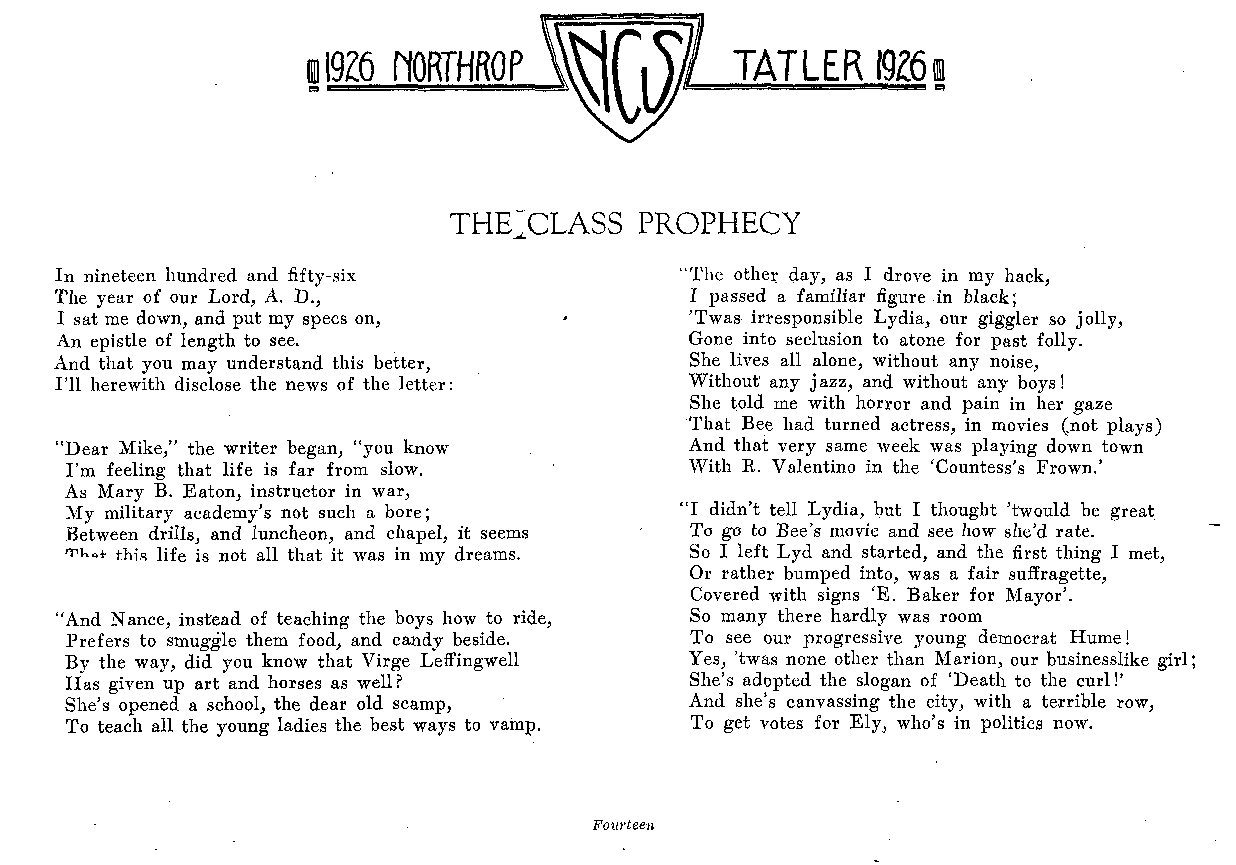 1926 NORTHROP NCS TATLER 1926
THE CLASS PROPHECY
In nineteen hundred and fifty-six
The year of our Lord, A. D.,
I sat me down, and put my specs on,
An epistle of length to see.
And that you may understand this better,
I'll herewith disclose the news of the letter:
"Dear Mike," the writer began, "you know
I'm feeling that life is far from slow.
As Mary B. Eaton, instructor in war,
My military academy's not such a bore;
Between drills, and luncheon, and chapel, it seems
That this life is not all that it was in my dreams.
"And Nance, instead of teaching the boys how to ride,
Prefers to smuggle them food, and candy beside.
By the way, did you know that Virge Leffingwell
Has given up art and horses as well?
She's opened a school, the dear old scamp,
To teach all the young ladies the best ways to vamp.
"The other day, as I drove in my hack,
I passed a familiar figure in black;
'Twas irresponsible Lydia, our giggler so jolly,
Gone into seclusion to atone for past folly.
She lives all alone, without any noise,
Without any jazz, and without any boys!
She told me with horror and pain in her gaze
That Bee had turned actress, in movies (not plays)
And that very same week was playing down town
With R. Valentino in the 'Countess's Frown.'
"I didn't tell Lydia, but I thought 'twould be great
To go to Bee's movie and see how she'd rate.
So I left Lyd and started, and the first thing I met,
Or rather bumped into, was a fair suffragette,
Covered with signs 'E. Baker for Mayor'.
So many there hardly was room
To see our progressive young democrat Hume!
Yes, 'twas none other than Marion, our businesslike girl;
She's adopted the slogan of 'Death to the curl!'
And she's canvassing the city, with a terrible row,
To get votes for Ely, who's in politics now.
Fourteen